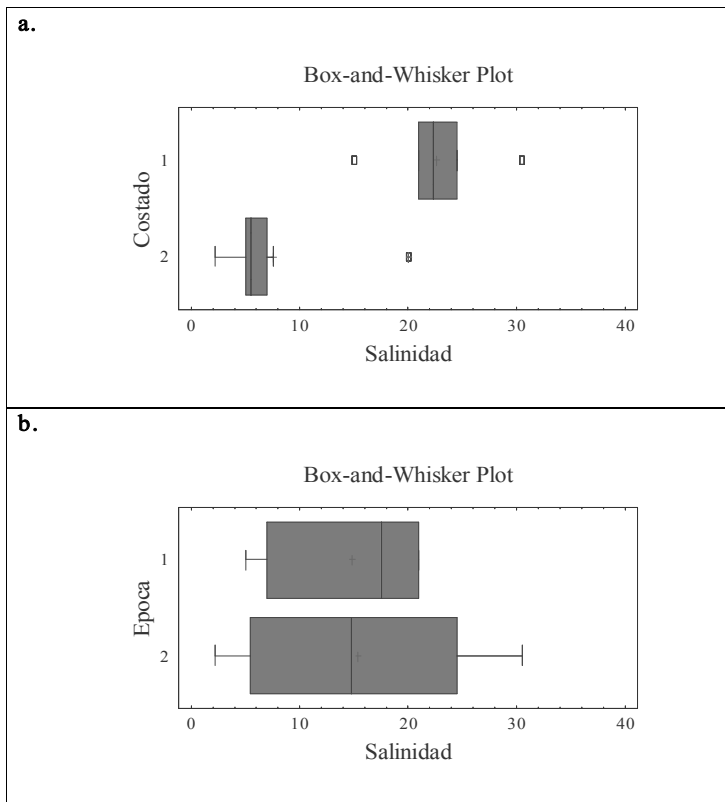 a.
Box-and-Whisker Plot
Costado
1
2
0 10 20 30 40
Salinidad
b.
Box-and-Whisker Plot
Epoca
1
2
0 10 20 30 40
Salinidad